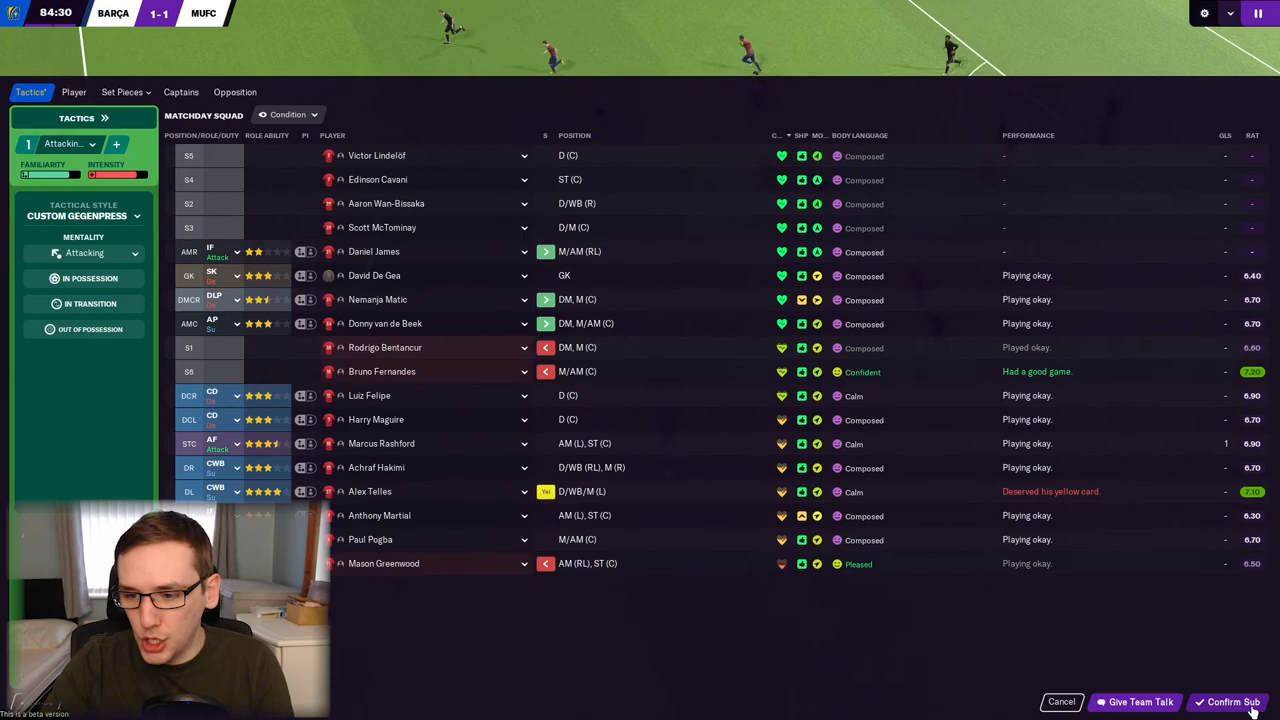 84:30 BARÇA 1 - 1 MUFC
Tactics* Player Set Pieces Captains Opposition
TACTICS
1 Attackin...
FAMILIARITY INTENSITY
TACTICAL STYLE
CUSTOM GEGENPRESS
MENTALITY
Attacking
IN POSSESSION
IN TRANSITION
OUT OF POSSESSION
MATCHDAY SQUAD Condition
POSITION/ROLE/DUTY ROLE ABILITY PI PLAYER S POSITION C... SHP MO... BODY LANGUAGE PERFORMANCE GLS RAT
S5 Victor Lindelöf D (C) Composed - - -
S4 Edinson Cavani ST (C) Composed - - -
S2 Aaron Wan-Bissaka D/WB (R) Composed - - -
S3 Scott McTominay D/M (C) Composed - - -
AMR IF Attack Daniel James M/AM (RL) Composed - - -
GK SK De David De Gea GK Composed Playing okay. - 6.40
DMCR DLP De Nemanja Matic DM, M (C) Composed Playing okay. - 6.70
AMC AP Su Donny van de Beek DM, M/AM (C) Composed Playing okay. - 6.70
S1 Rodrigo Bentancur DM, M (C) Composed Played okay. - 6.60
S6 Bruno Fernandes M/AM (C) Confident Had a good game. - 7.20
DCR CD De Luiz Felipe D (C) Calm Playing okay. - 6.90
DCL CD De Harry Maguire D (C) Composed Playing okay. - 6.70
STC AF Attack Marcus Rashford AM (L), ST (C) Calm Playing okay. 1 6.90
DR CWB Su Achraf Hakimi D/WB (RL), M (R) Composed Playing okay. - 6.70
DL CWB Su Alex Telles Yel D/WB/M (L) Calm Deserved his yellow card. - 7.10
Anthony Martial AM (L), ST (C) Composed Playing okay. - 6.30
Paul Pogba M/AM (C) Composed Playing okay. - 6.70
Mason Greenwood AM (RL), ST (C) Pleased Playing okay. - 6.50
Cancel Give Team Talk Confirm Sub
This is a beta version